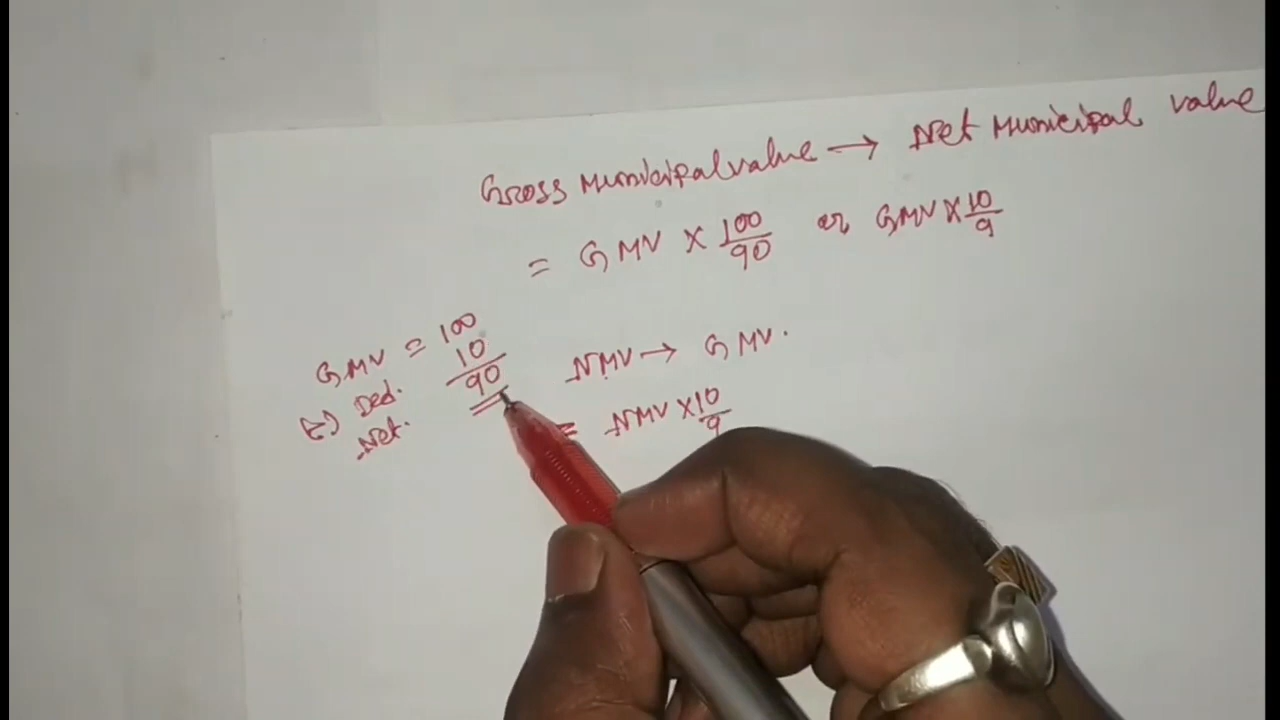 Gross Municipal value → Net Municipal value
= GMV × 100/90 or GMV × 10/9
GMV = 100
(-) Ded. 10
Net. 90
NMV → GMV.
= NMV × 10/9